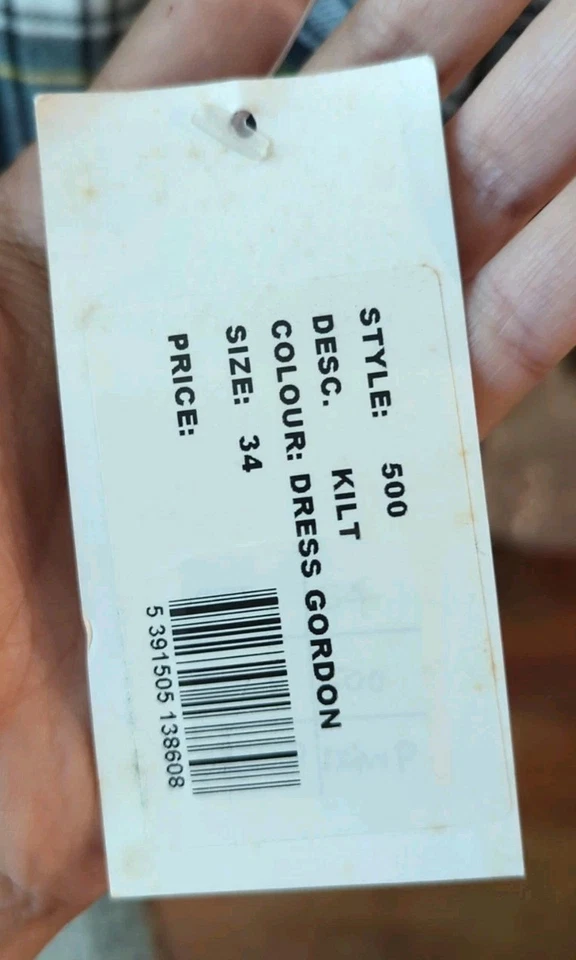 STYLE: 500
DESC. KILT
COLOUR: DRESS GORDON
SIZE: 34
PRICE:
5 391505 138608